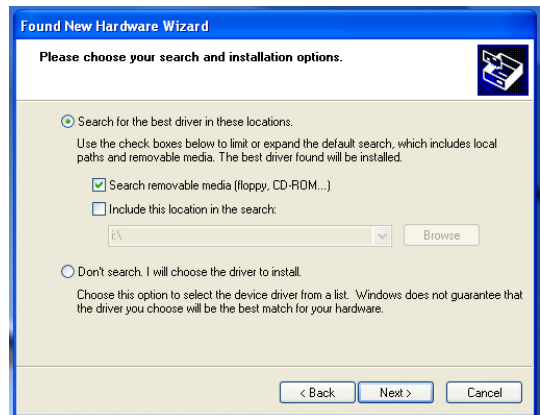 Found New Hardware Wizard
Please choose your search and installation options.
Search for the best driver in these locations.
Use the check boxes below to limit or expand the default search, which includes local
paths and removable media. The best driver found will be installed.
Search removable media (floppy, CD-ROM...)
Include this location in the search:
i:\
Browse
Don't search. I will choose the driver to install.
Choose this option to select the device driver from a list. Windows does not guarantee that
the driver you choose will be the best match for your hardware.
< Back Next > Cancel